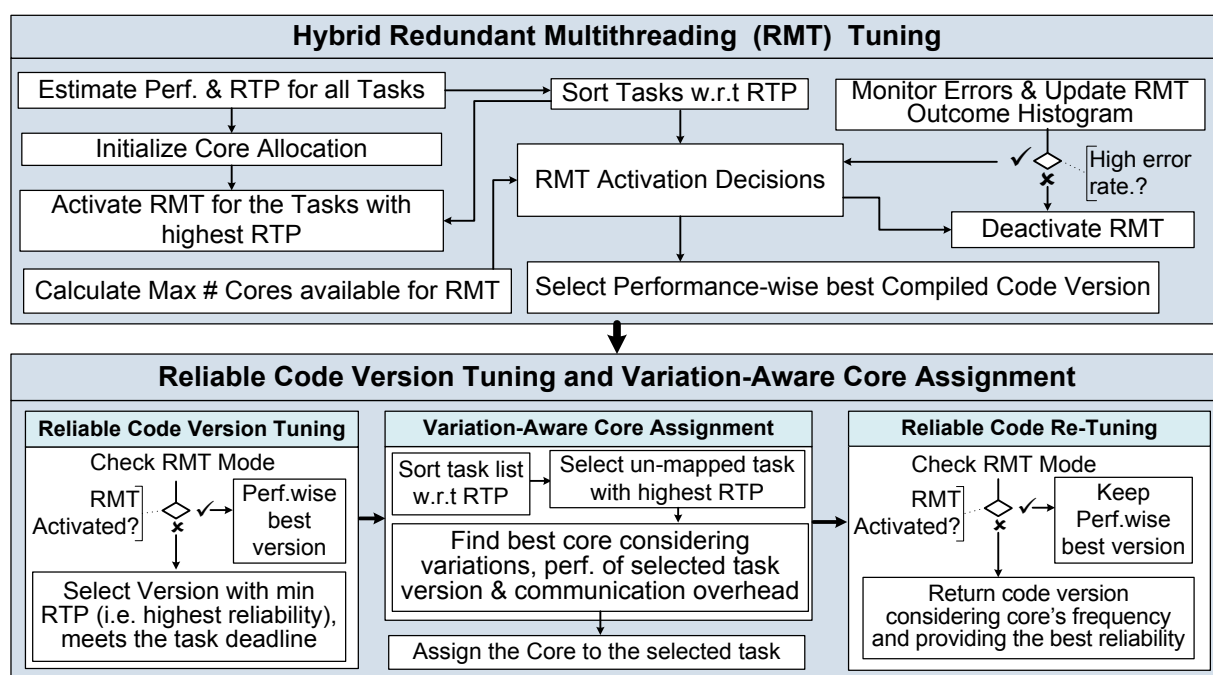 Hybrid Redundant Multithreading (RMT) Tuning
Estimate Perf. & RTP for all Tasks
Initialize Core Allocation
Activate RMT for the Tasks with
highest RTP
Calculate Max # Cores available for RMT
Sort Tasks w.r.t RTP
RMT Activation Decisions
Select Performance-wise best Compiled Code Version
Monitor Errors & Update RMT
Outcome Histogram
High error
rate.?
Deactivate RMT
Reliable Code Version Tuning and Variation-Aware Core Assignment
Reliable Code Version Tuning
Check RMT Mode
RMT
Activated?
Perf.wise
best
version
Select Version with min
RTP (i.e. highest reliability),
meets the task deadline
Variation-Aware Core Assignment
Sort task list
w.r.t RTP
Select un-mapped task
with highest RTP
Find best core considering
variations, perf. of selected task
version & communication overhead
Assign the Core to the selected task
Reliable Code Re-Tuning
Check RMT Mode
RMT
Activated?
Keep
Perf.wise
best version
Return code version
considering core's frequency
and providing the best reliability